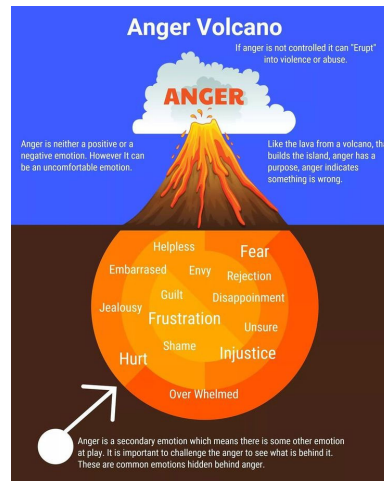 Anger Volcano
If anger is not controlled it can "Erupt"
into violence or abuse.
ANGER
Anger is neither a positive or a
negative emotion. However It can
be an uncomfortable emotion.
Like the lava from a volcano, tha
builds the island, anger has a
purpose, anger indicates
something is wrong.
Helpless
Fear
Embarrased
Envy
Rejection
Guilt
Disappoinment
Jealousy
Frustration
Unsure
Shame
Hurt
Injustice
Over Whelmed
Anger is a secondary emotion which means there is some other emotion
at play. It is important to challenge the anger to see what is behind it.
These are common emotions hidden behind anger.